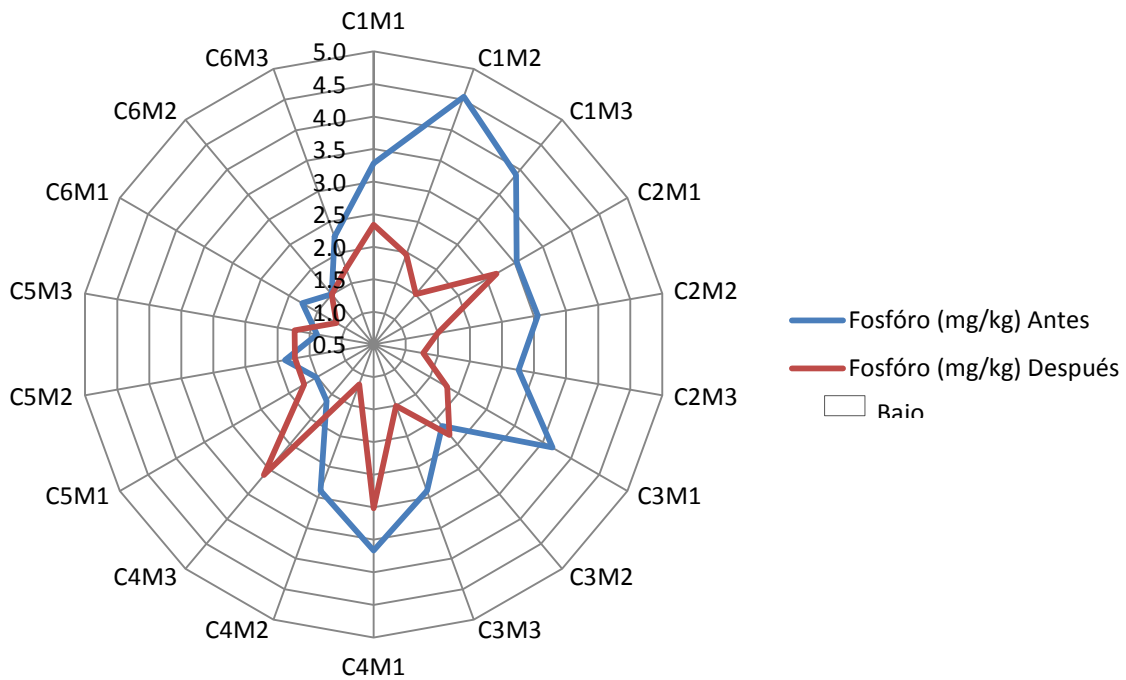 C1M1
C1M2
C1M3
C2M1
C2M2
C2M3
C3M1
C3M2
C3M3
C4M1
C4M2
C4M3
C5M1
C5M2
C5M3
C6M1
C6M2
C6M3
5.0
4.5
4.0
3.5
3.0
2.5
2.0
1.5
1.0
0.5
Fosfóro (mg/kg) Antes
Fosfóro (mg/kg) Después
Bajo